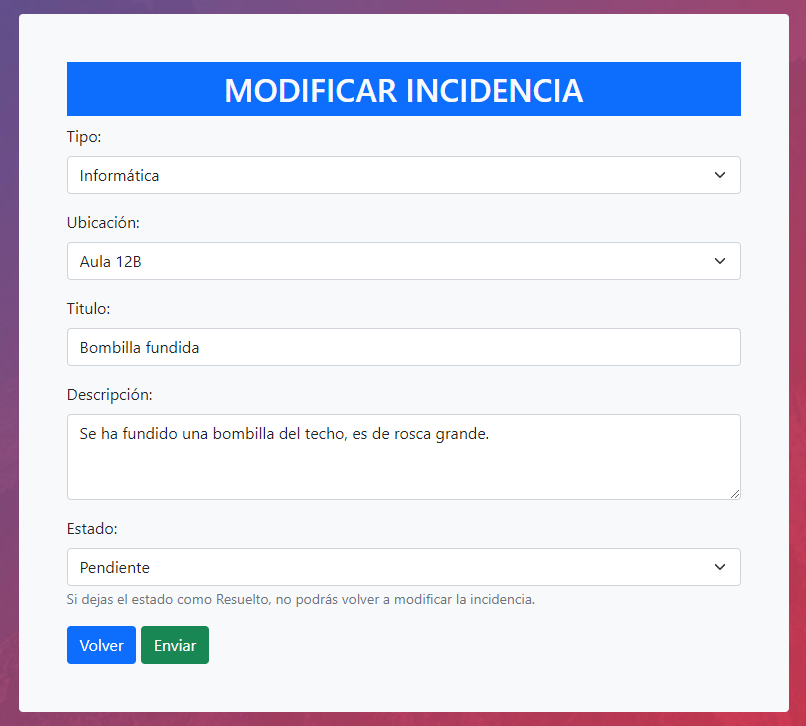 MODIFICAR INCIDENCIA
Tipo:
Informática
Ubicación:
Aula 12B
Titulo:
Bombilla fundida
Descripción:
Se ha fundido una bombilla del techo, es de rosca grande.
Estado:
Pendiente
Si dejas el estado como Resuelto, no podrás volver a modificar la incidencia.
Volver Enviar